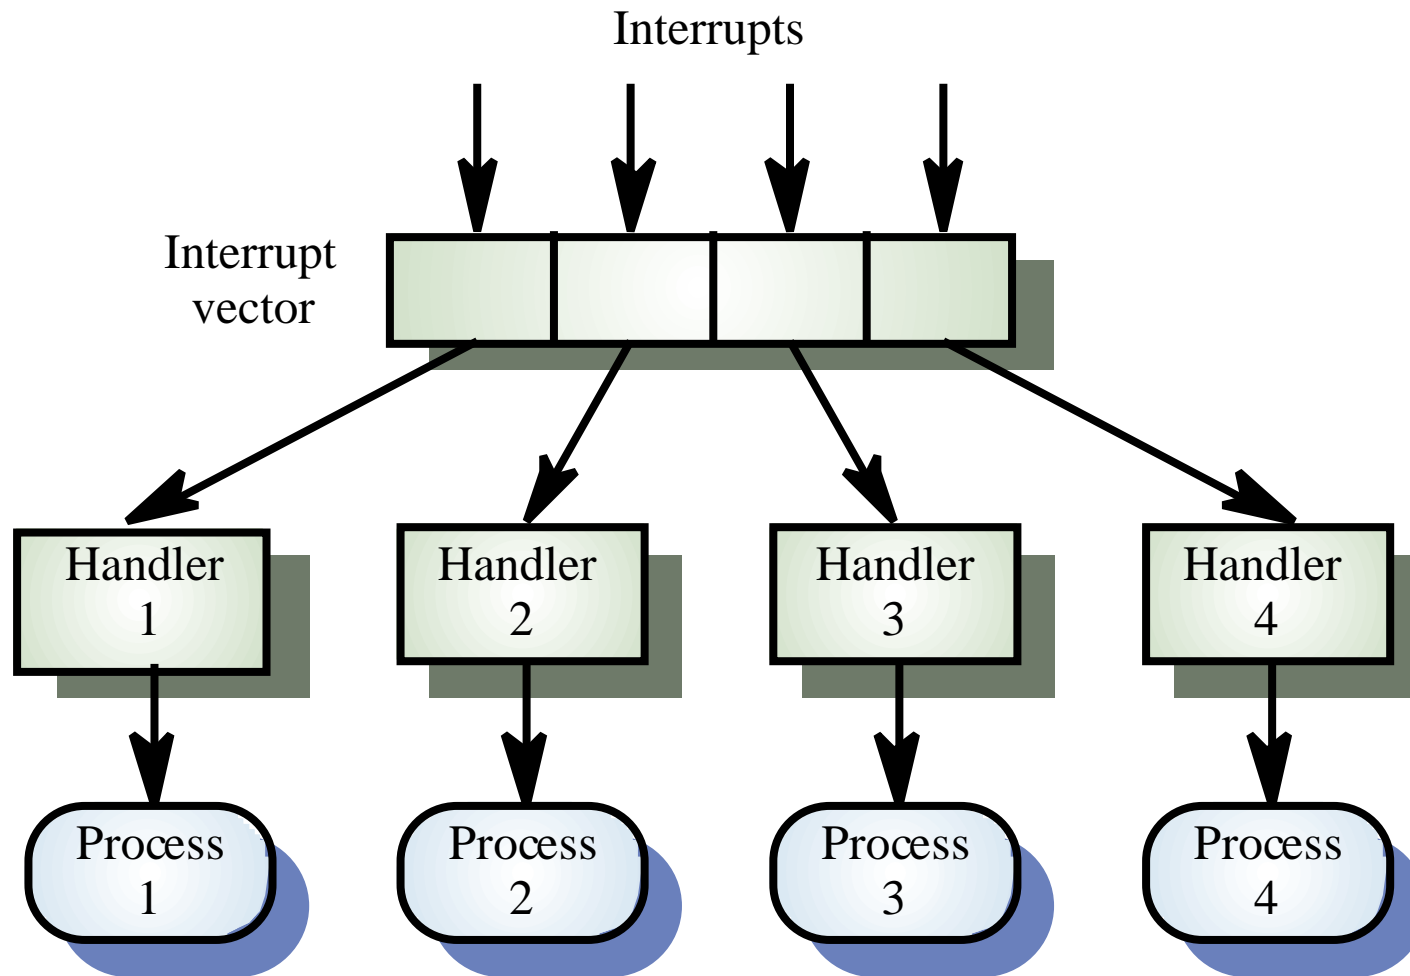 Interrupts
Interrupt
vector
Handler
1
Handler
2
Handler
3
Handler
4
Process
1
Process
2
Process
3
Process
4